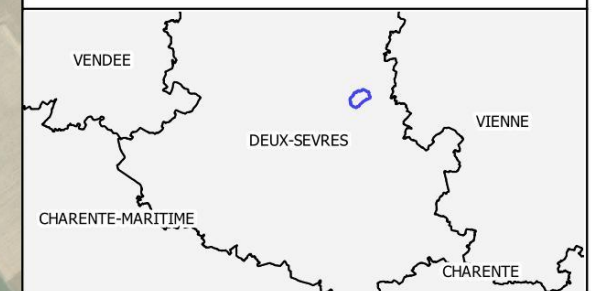 VENDEE
VIENNE
DEUX-SEVRES
CHARENTE-MARITIME
CHARENTE